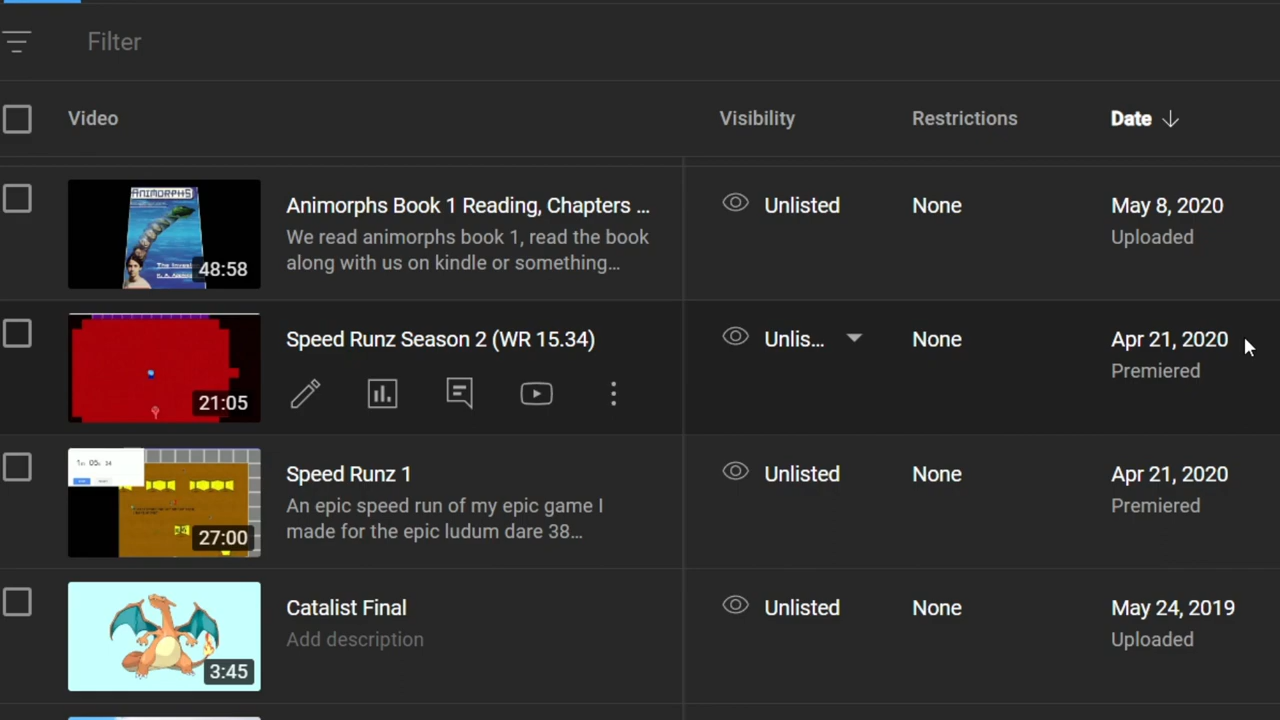 Filter
Video Visibility Restrictions Date
ANIMORPHS
The Invasion
K. A. Applegate
48:58
Animorphs Book 1 Reading, Chapters ...
We read animorphs book 1, read the book
along with us on kindle or something...
Unlisted
None
May 8, 2020
Uploaded
21:05
Speed Runz Season 2 (WR 15.34)
Unlis...
None
Apr 21, 2020
Premiered
27:00
Speed Runz 1
An epic speed run of my epic game I
made for the epic ludum dare 38...
Unlisted
None
Apr 21, 2020
Premiered
3:45
Catalist Final
Add description
Unlisted
None
May 24, 2019
Uploaded